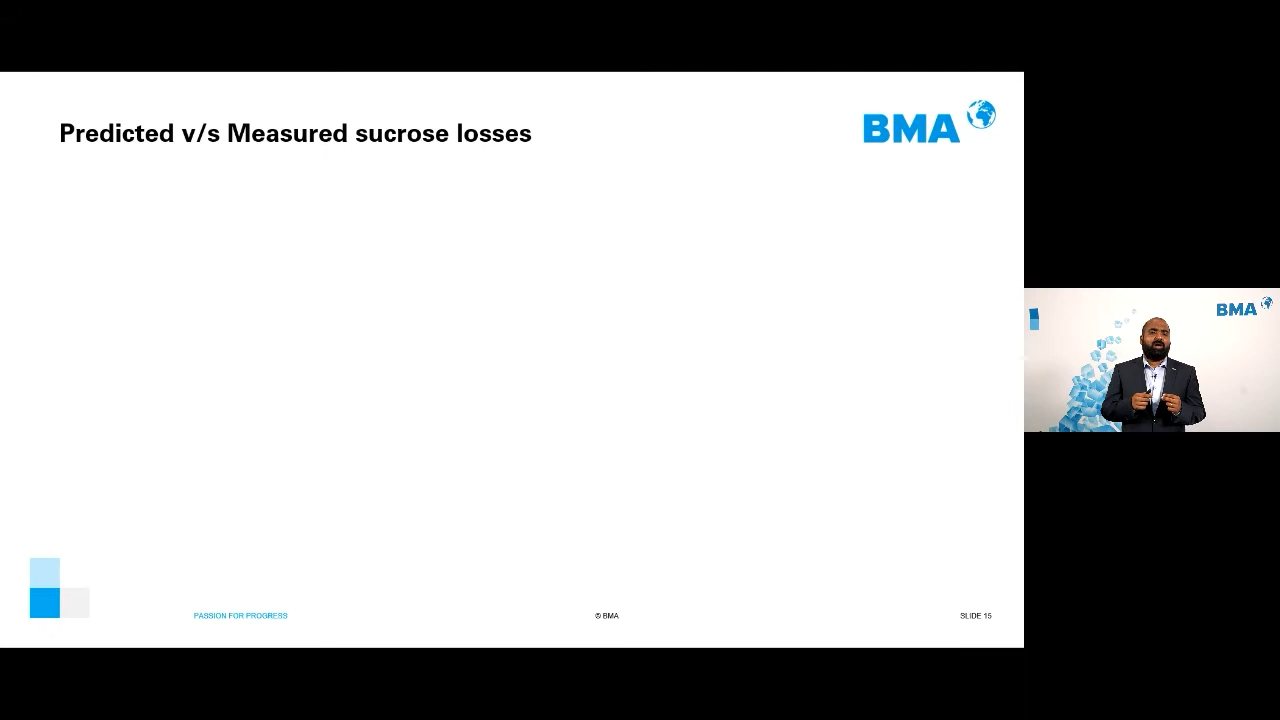 Predicted v/s Measured sucrose losses
BMA
BMA
PASSION FOR PROGRESS
© BMA
SLIDE 15